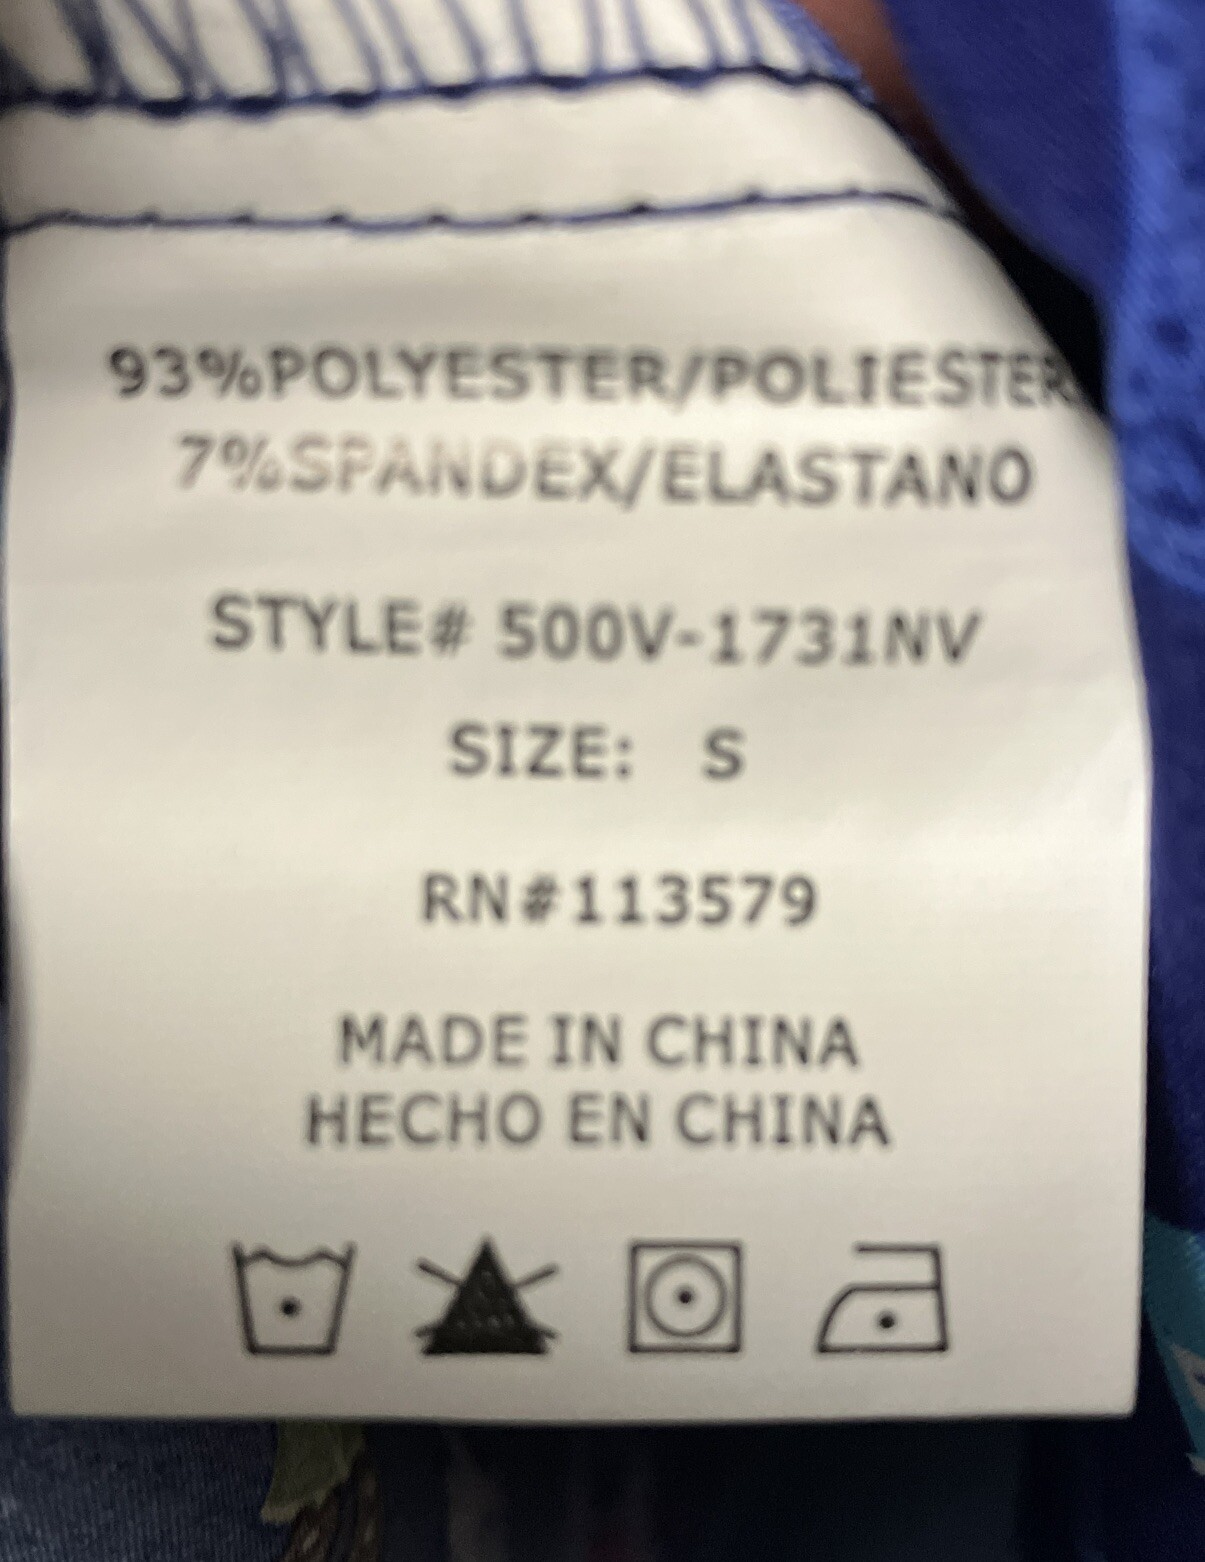 93%POLYESTER/POLIESTER
7%SPANDEX/ELASTANO
STYLE# 500V-1731NV
SIZE: S
RN#113579
MADE IN CHINA
HECHO EN CHINA